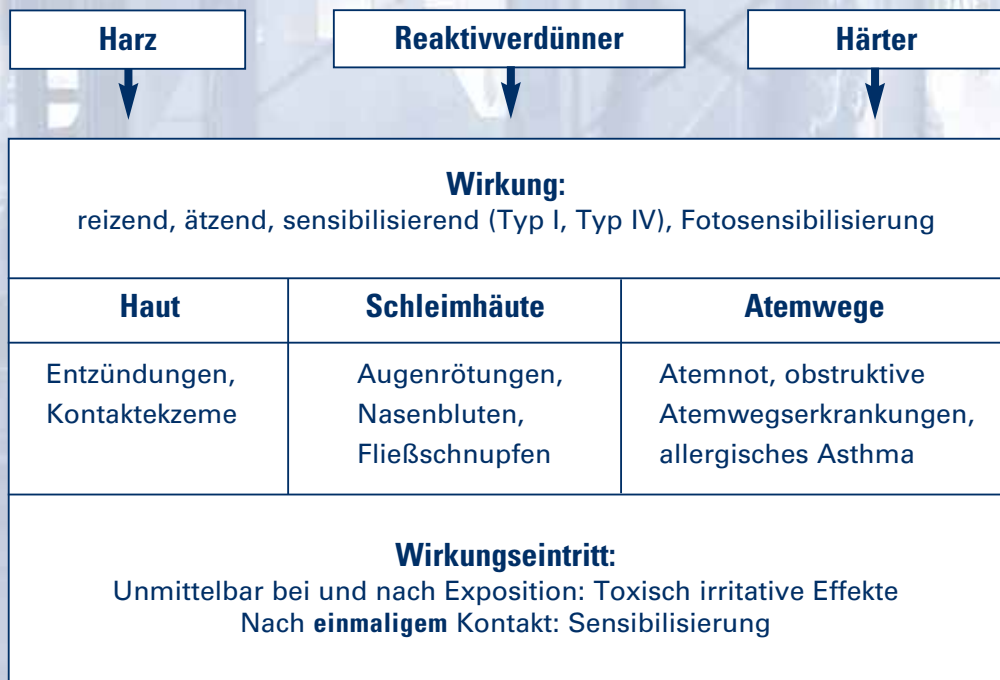 Harz
Reaktivverdünner
Härter
Wirkung:
reizend, ätzend, sensibilisierend (Typ I, Typ IV), Fotosensibilisierung
Haut
Schleimhäute
Atemwege
Entzündungen,
Kontaktekzeme
Augenrötungen,
Nasenbluten,
Fließschnupfen
Atemnot, obstruktive
Atemwegserkrankungen,
allergisches Asthma
Wirkungseintritt:
Unmittelbar bei und nach Exposition: Toxisch irritative Effekte
Nach einmaligem Kontakt: Sensibilisierung